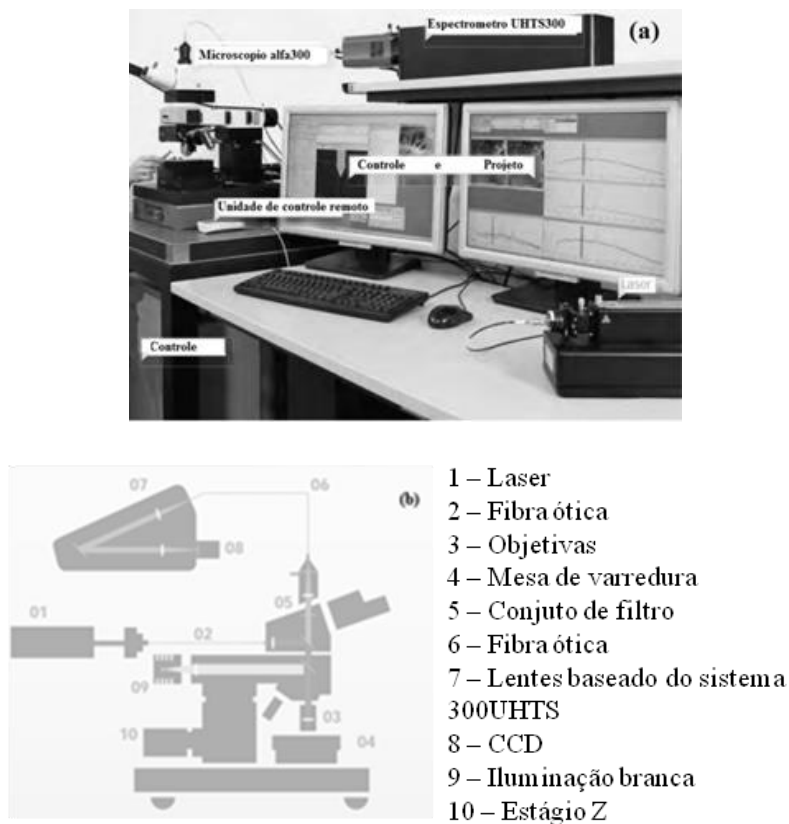 Espectrometro UHTS300
(a)
Microscopio alfa300
Controle e Projeto
Unidade de controle remoto
Laser
Controle
07
06
(b)
08
05
01
02
09
03
10
04
1 – Laser
2 – Fibra ótica
3 – Objetivas
4 – Mesa de varredura
5 – Conjuto de filtro
6 – Fibra ótica
7 – Lentes baseado do sistema
300UHTS
8 – CCD
9 – Iluminação branca
10 – Estágio Z